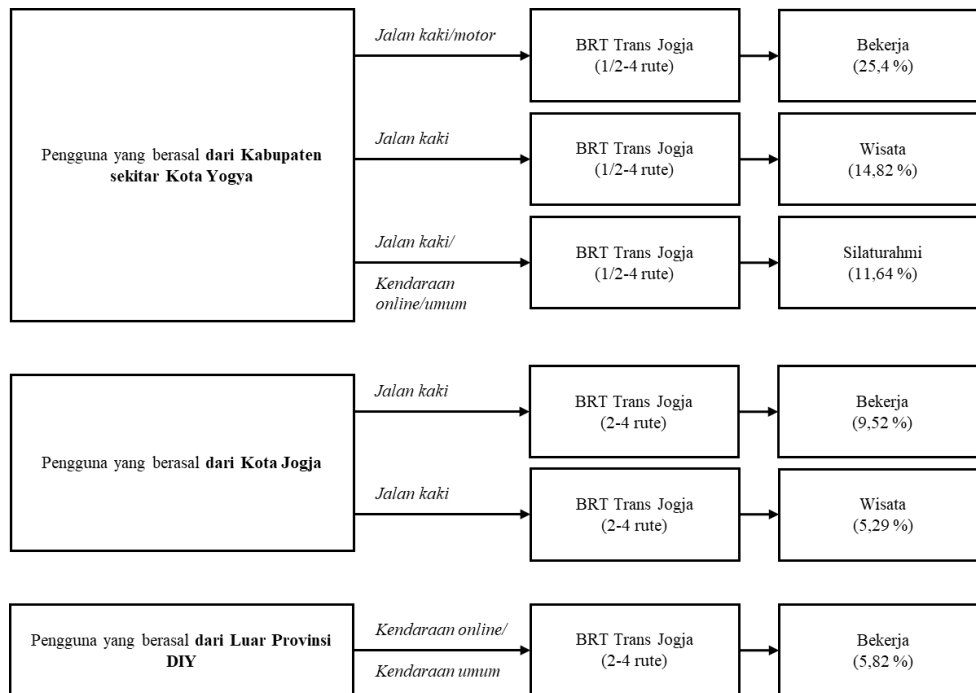 Jalan kaki/motor
BRT Trans Jogja
(1/2-4 rute)
Bekerja
(25,4 %)
Pengguna yang berasal dari Kabupaten
sekitar Kota Yogya
Jalan kaki
BRT Trans Jogja
(1/2-4 rute)
Wisata
(14,82 %)
Jalan kaki/
Kendaraan
online/umum
BRT Trans Jogja
(1/2-4 rute)
Silaturahmi
(11,64 %)
Pengguna yang berasal dari Kota Jogja
Jalan kaki
BRT Trans Jogja
(2-4 rute)
Bekerja
(9,52 %)
Jalan kaki
BRT Trans Jogja
(2-4 rute)
Wisata
(5,29 %)
Pengguna yang berasal dari Luar Provinsi
DIY
Kendaraan online/
Kendaraan umum
BRT Trans Jogja
(2-4 rute)
Bekerja
(5,82 %)